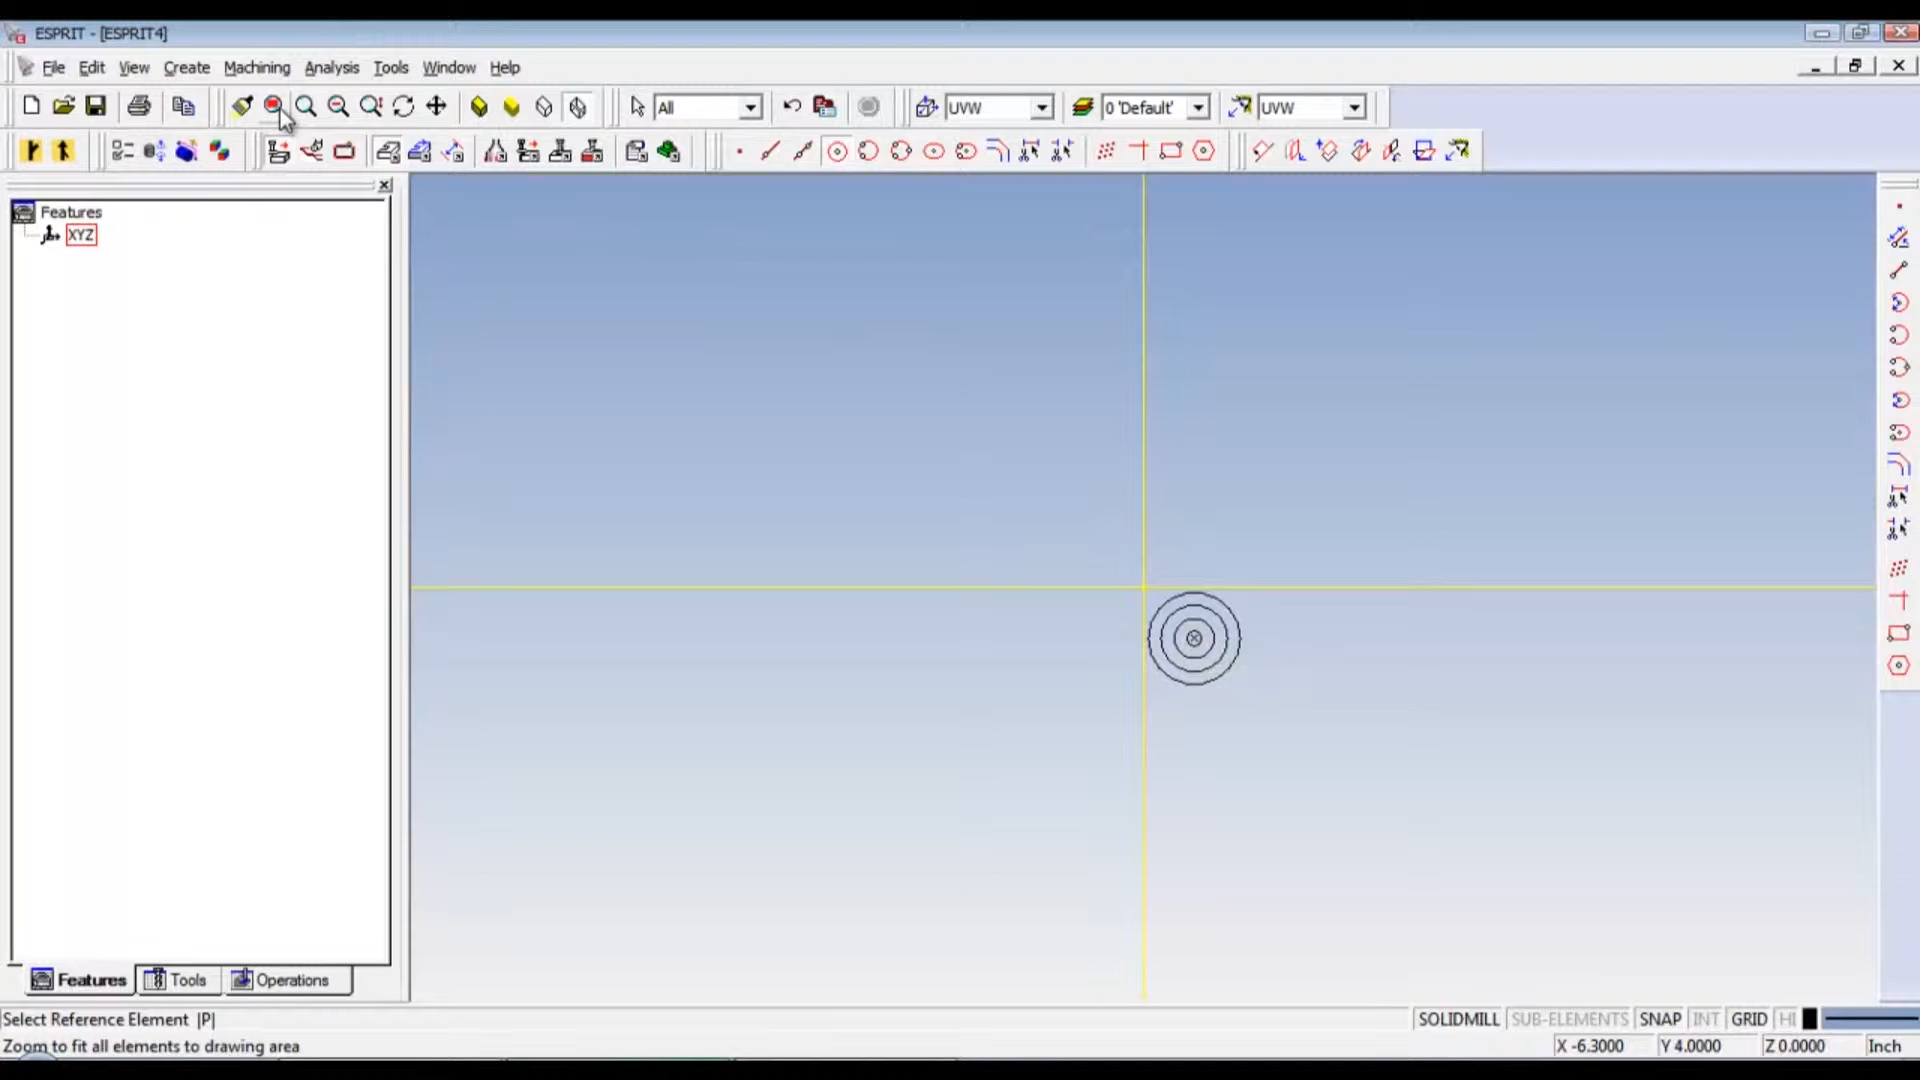 ESPRIT - [ESPRIT4]
File Edit View Create Machining Analysis Tools Window Help
All UVW 0 'Default' UVW
Features
XYZ
Features Tools Operations
Select Reference Element |P| SOLIDMILL SUB-ELEMENTS SNAP INT GRID HI
Zoom to fit all elements to drawing area X -6.3000 Y 4.0000 Z 0.0000 Inch